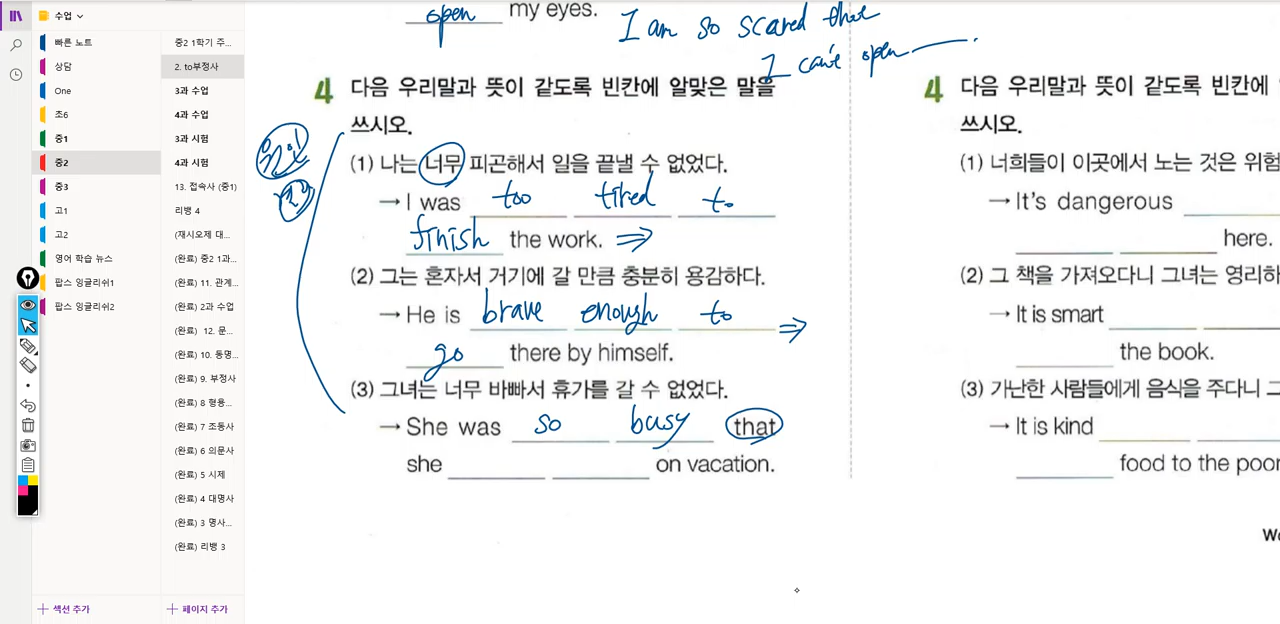 수업
빠른 노트
상담
One
초6
중1
중2
중3
고1
고2
영어 학습 뉴스
팝스 잉글리쉬1
팝스 잉글리쉬2
섹션 추가
중2 1학기 주...
2. to부정사
3과 수업
4과 수업
3과 시험
4과 시험
13. 접속사 (중1)
리뱅 4
(재시오제 대...
(완료) 중2 1과...
(완료) 11. 관계...
(완료) 2과 수업
(완료) 12. 문...
(완료) 10. 동명...
(완료) 9. 부정사
(완료) 8 형용...
(완료) 7 조동사
(완료) 6 의문사
(완료) 5 시제
(완료) 4 대명사
(완료) 3 명사...
(완료) 리뱅 3
페이지 추가
open my eyes.
I am so scared that
I can't open
4 다음 우리말과 뜻이 같도록 빈칸에 알맞은 말을
쓰시오.
원인
(1) 나는 너무 피곤해서 일을 끝낼 수 없었다.
→ I was too tired to
finish the work. ⇒
(2) 그는 혼자서 거기에 갈 만큼 충분히 용감하다.
→ He is brave enough to ⇒
go there by himself.
(3) 그녀는 너무 바빠서 휴가를 갈 수 없었다.
→ She was so busy that
she on vacation.
4 다음 우리말과 뜻이 같도록 빈칸에
쓰시오.
(1) 너희들이 이곳에서 노는 것은 위험
→ It's dangerous
here.
(2) 그 책을 가져오다니 그녀는 영리하
→ It is smart
the book.
(3) 가난한 사람들에게 음식을 주다니 그
→ It is kind
food to the poor